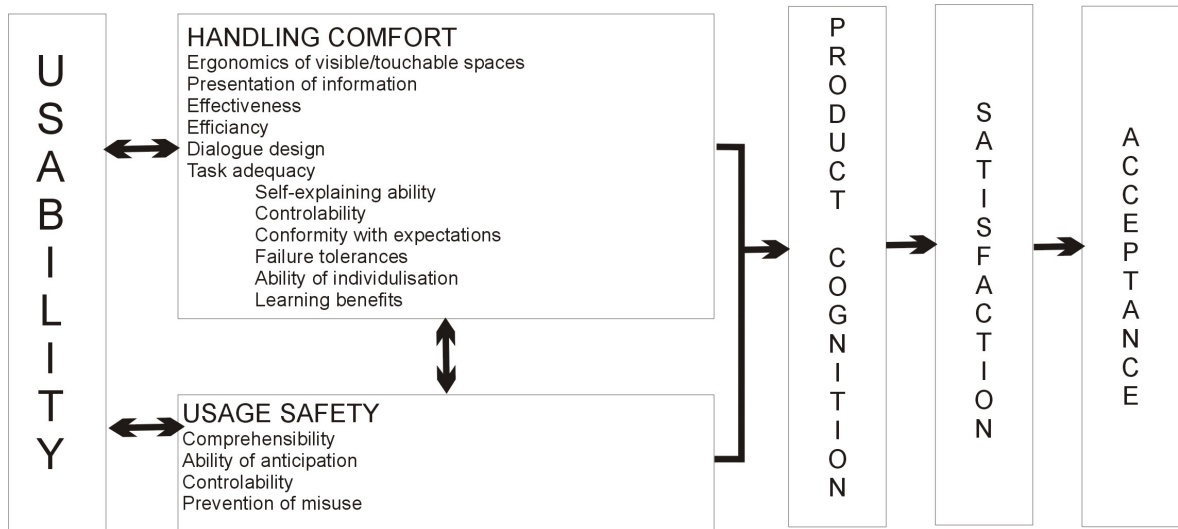 USABILITY
HANDLING COMFORT
Ergonomics of visible/touchable spaces
Presentation of information
Effectiveness
Efficiancy
Dialogue design
Task adequacy
Self-explaining ability
Controlability
Conformity with expectations
Failure tolerances
Ability of individulisation
Learning benefits
USAGE SAFETY
Comprehensibility
Ability of anticipation
Controlability
Prevention of misuse
PRODUCT COGNITION
SATISFACTION
ACCEPTANCE